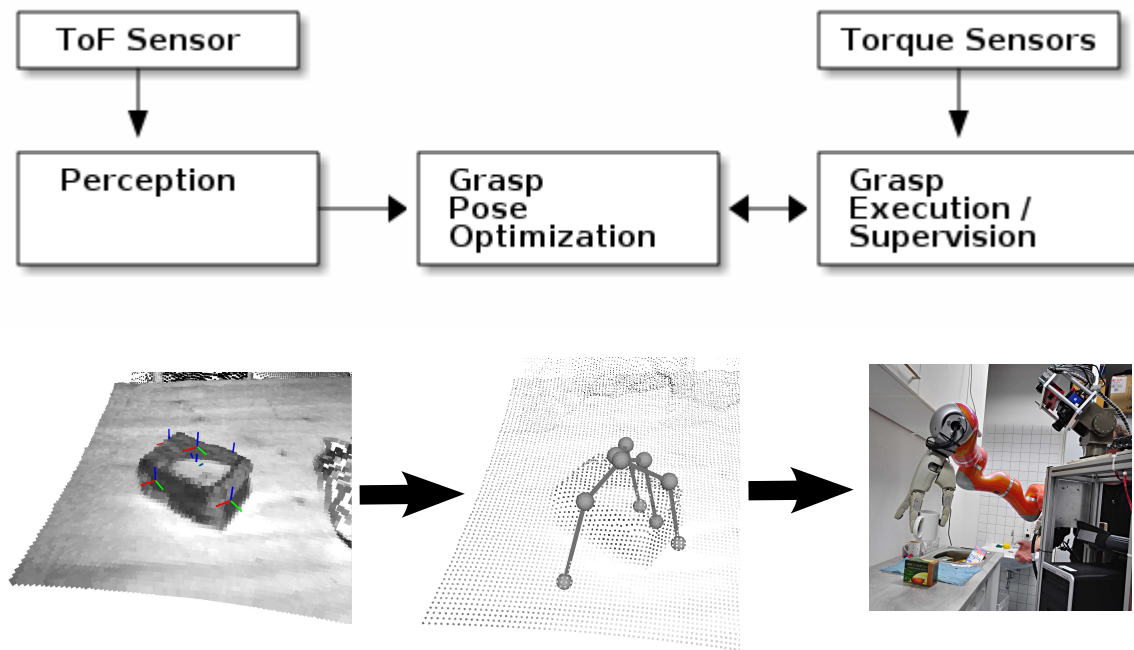 ToF Sensor
Torque Sensors
Perception
Grasp
Pose
Optimization
Grasp
Execution /
Supervision